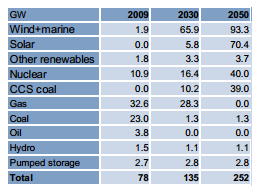 GW 2009 2030 2050
Wind+marine 1.9 65.9 93.3
Solar 0.0 5.8 70.4
Other renewables 1.8 3.3 3.7
Nuclear 10.9 16.4 40.0
CCS coal 0.0 10.2 39.0
Gas 32.6 28.3 0.0
Coal 23.0 1.3 1.3
Oil 3.8 0.0 0.0
Hydro 1.5 1.1 1.1
Pumped storage 2.7 2.8 2.8
Total 78 135 252